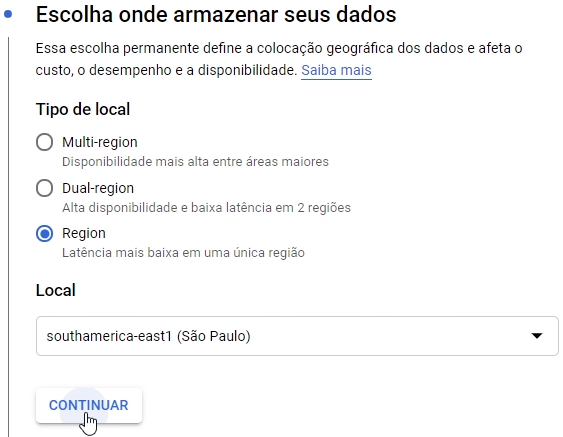 Escolha onde armazenar seus dados
Essa escolha permanente define a colocação geográfica dos dados e afeta o
custo, o desempenho e a disponibilidade. Saiba mais
Tipo de local
Multi-region
Disponibilidade mais alta entre áreas maiores
Dual-region
Alta disponibilidade e baixa latência em 2 regiões
Region
Latência mais baixa em uma única região
Local
southamerica-east1 (São Paulo)
CONTINUAR